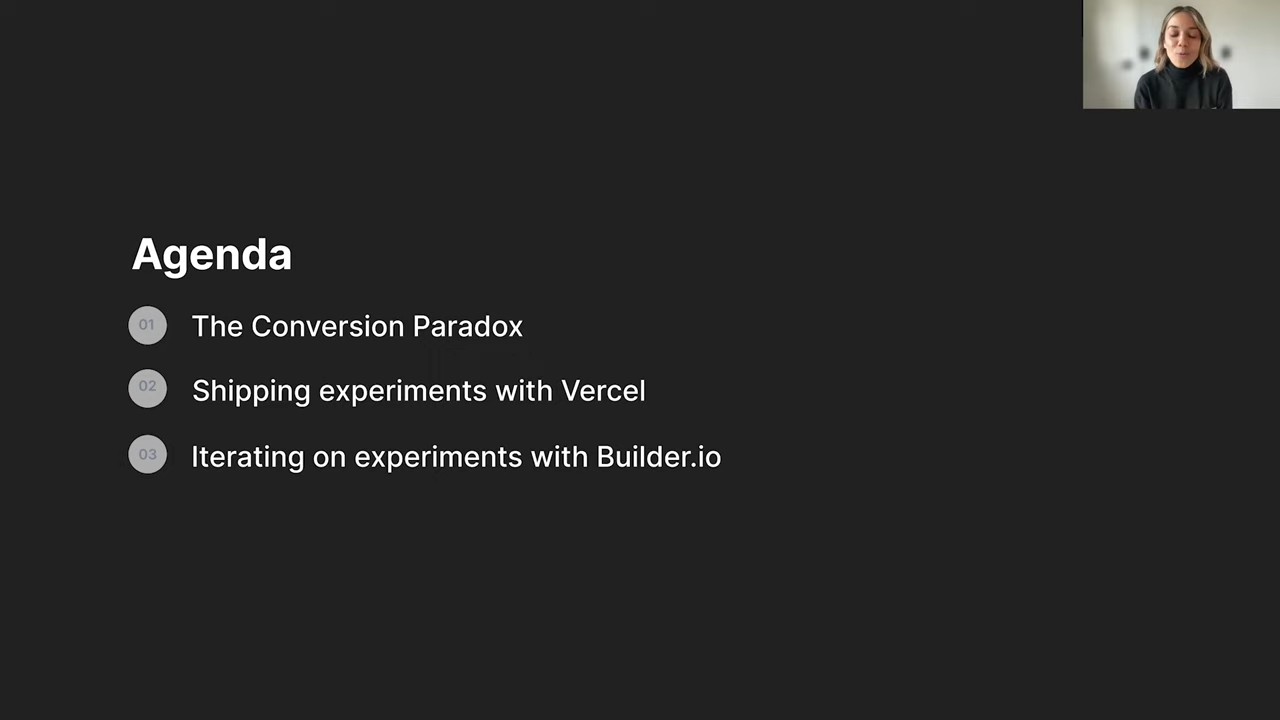 Agenda
01 The Conversion Paradox
02 Shipping experiments with Vercel
03 Iterating on experiments with Builder.io